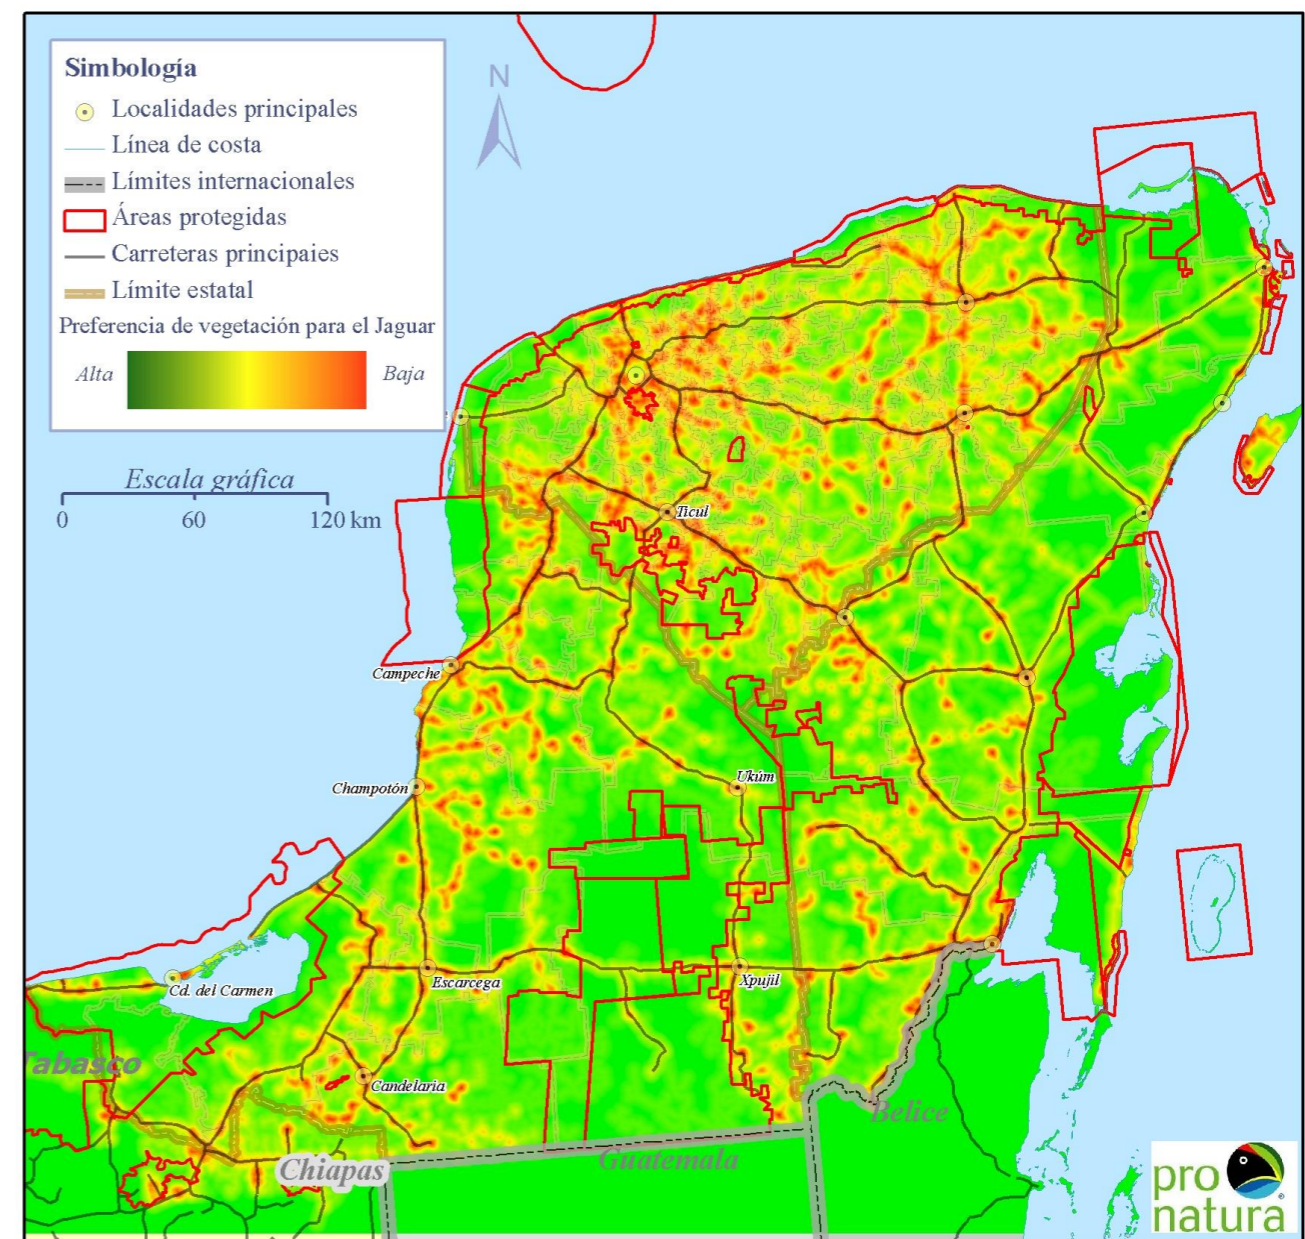 Simbología
Localidades principales
Línea de costa
Límites internacionales
Áreas protegidas
Carreteras principaies
Límite estatal
Preferencia de vegetación para el Jaguar
Alta
Baja
N
Escala gráfica
0 60 120 km
Ticul
Campeche
Ukúm
Champotón
Xpujil
Escarcega
Cd. del Carmen
Tabasco
Candelaria
Belice
Guatemala
Chiapas
pro
natura